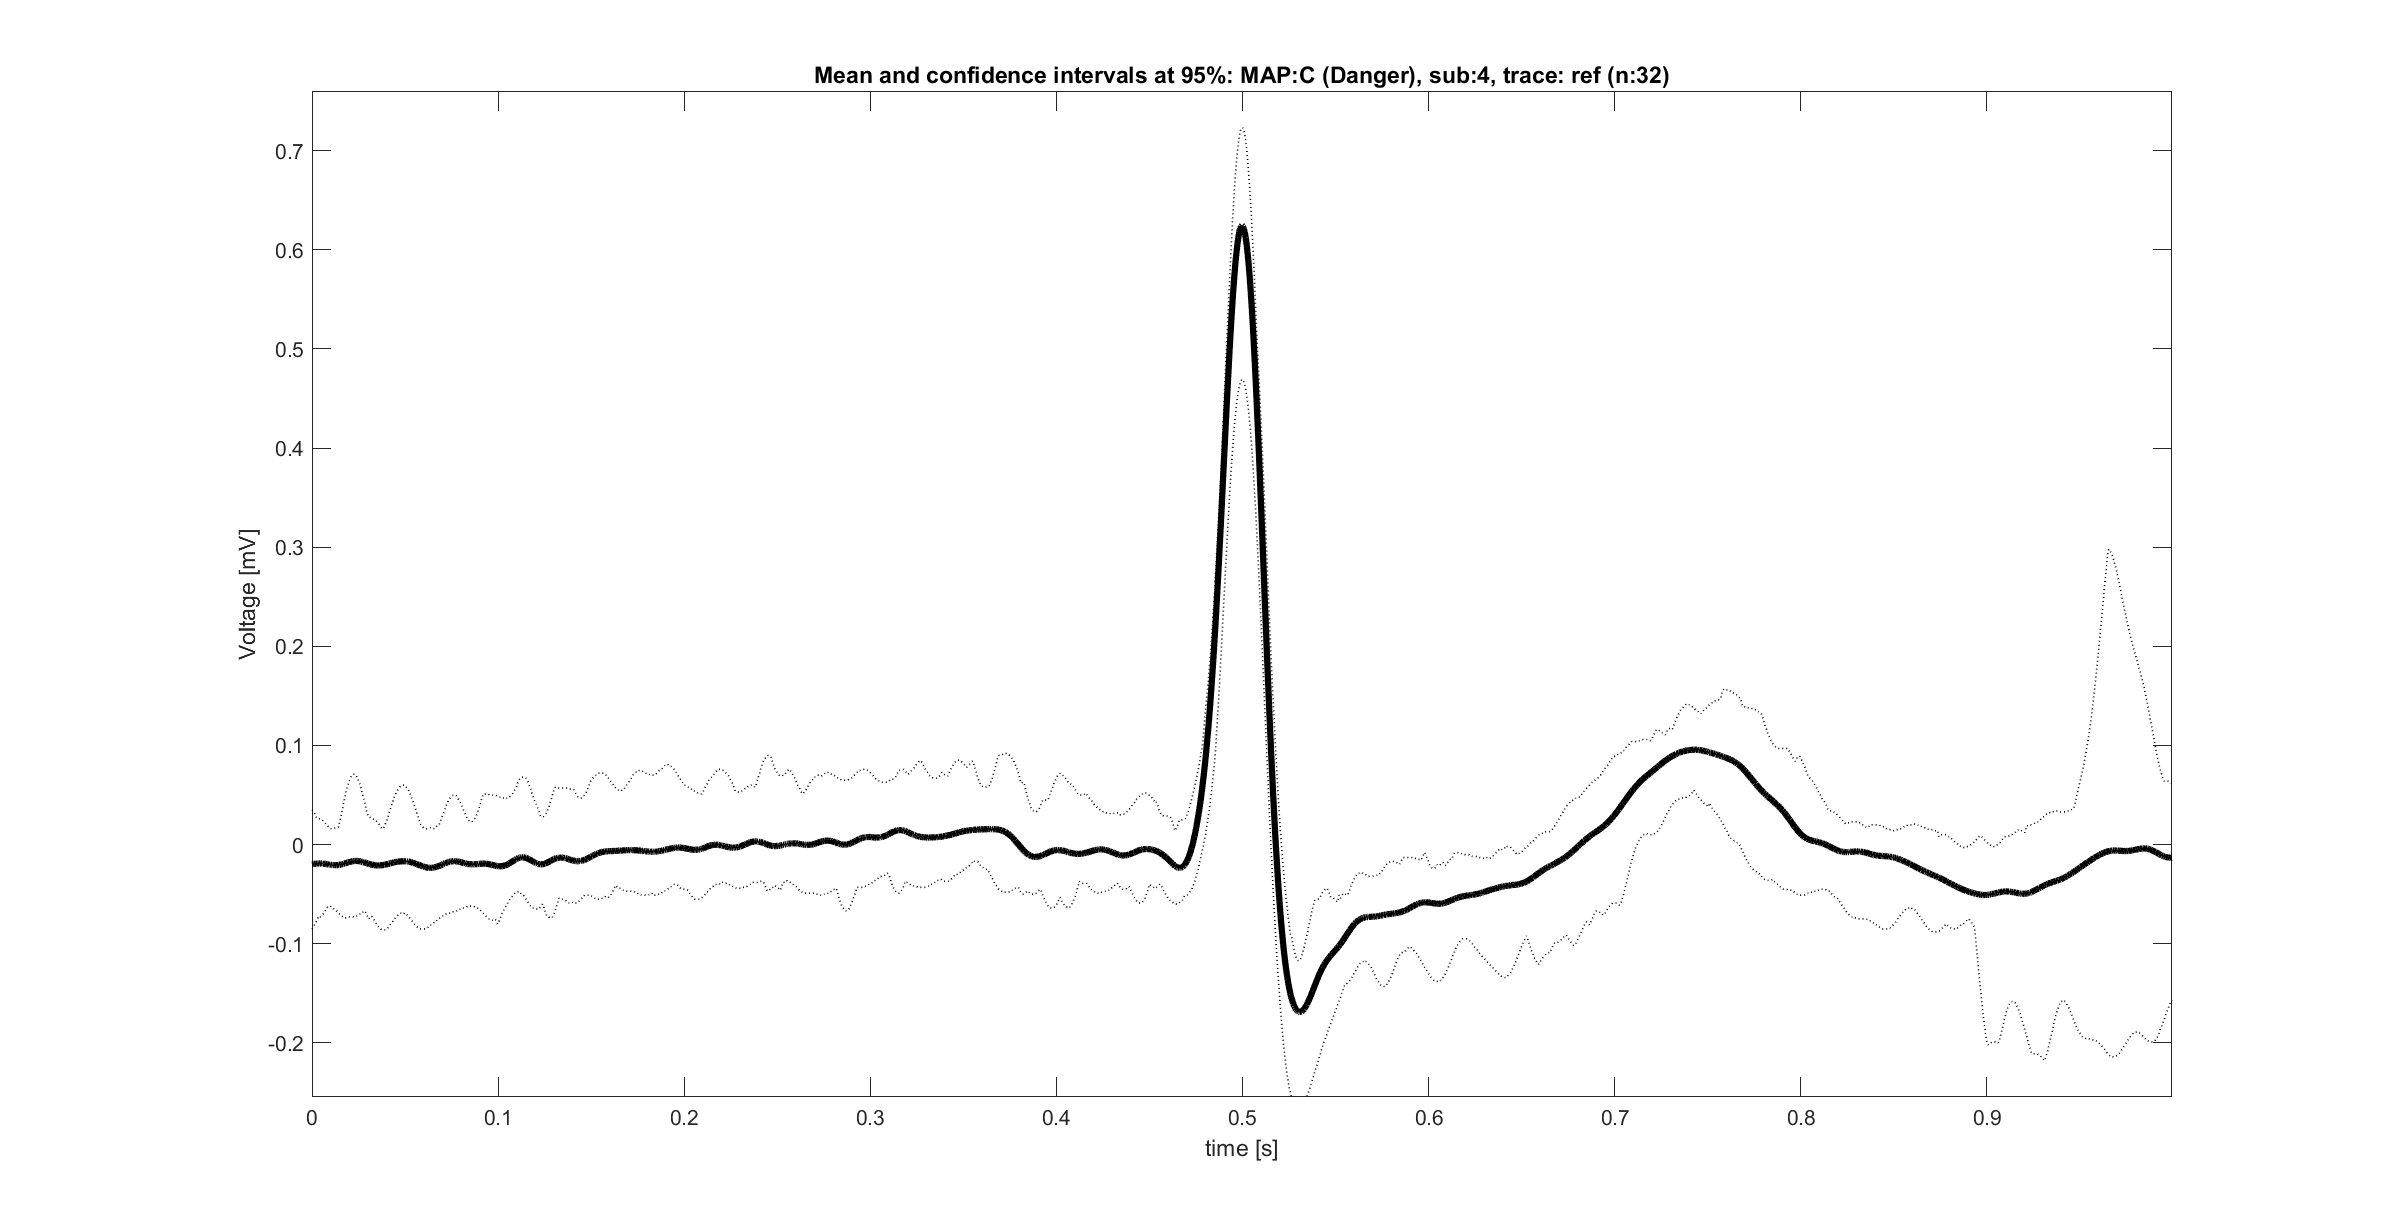 Mean and confidence intervals at 95%: MAP:C (Danger), sub:4, trace: ref (n:32)
0.7
0.6
0.5
0.4
0.3
0.2
0.1
0
-0.1
-0.2
Voltage [mV]
0 0.1 0.2 0.3 0.4 0.5 0.6 0.7 0.8 0.9
time [s]